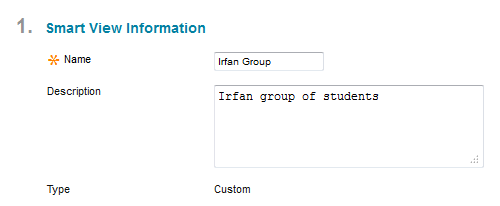 1. Smart View Information
Name
Irfan Group
Description
Irfan group of students
Type
Custom